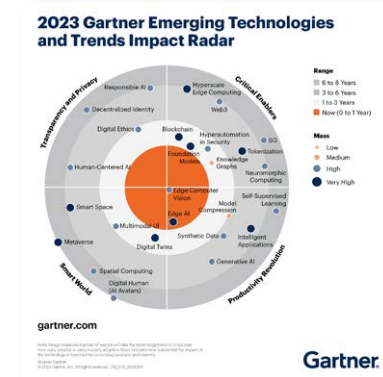 2023 Gartner Emerging Technologies
and Trends Impact Radar
Transparency and Privacy
Critical Enablers
Smart World
Productivity Revolution
Responsible AI
Decentralized Identity
Digital Ethics
Human-Centered AI
Hyperscale
Edge Computing
Web3
Blockchain
Hyperautomation
in Security
6G
Tokenization
Foundation
Models
Knowledge
Graphs
Neuromorphic
Computing
Edge Computer
Vision
Self-Supervised
Learning
Model
Compression
Edge AI
Smart Space
Multimodal UI
Synthetic Data
Intelligent
Applications
Metaverse
Digital Twins
Generative AI
Spatial Computing
Digital Human
(AI Avatars)
Range
6 to 8 Years
3 to 6 Years
1 to 3 Years
Now (0 to 1 Year)
Mass
Low
Medium
High
Very High
gartner.com
Gartner